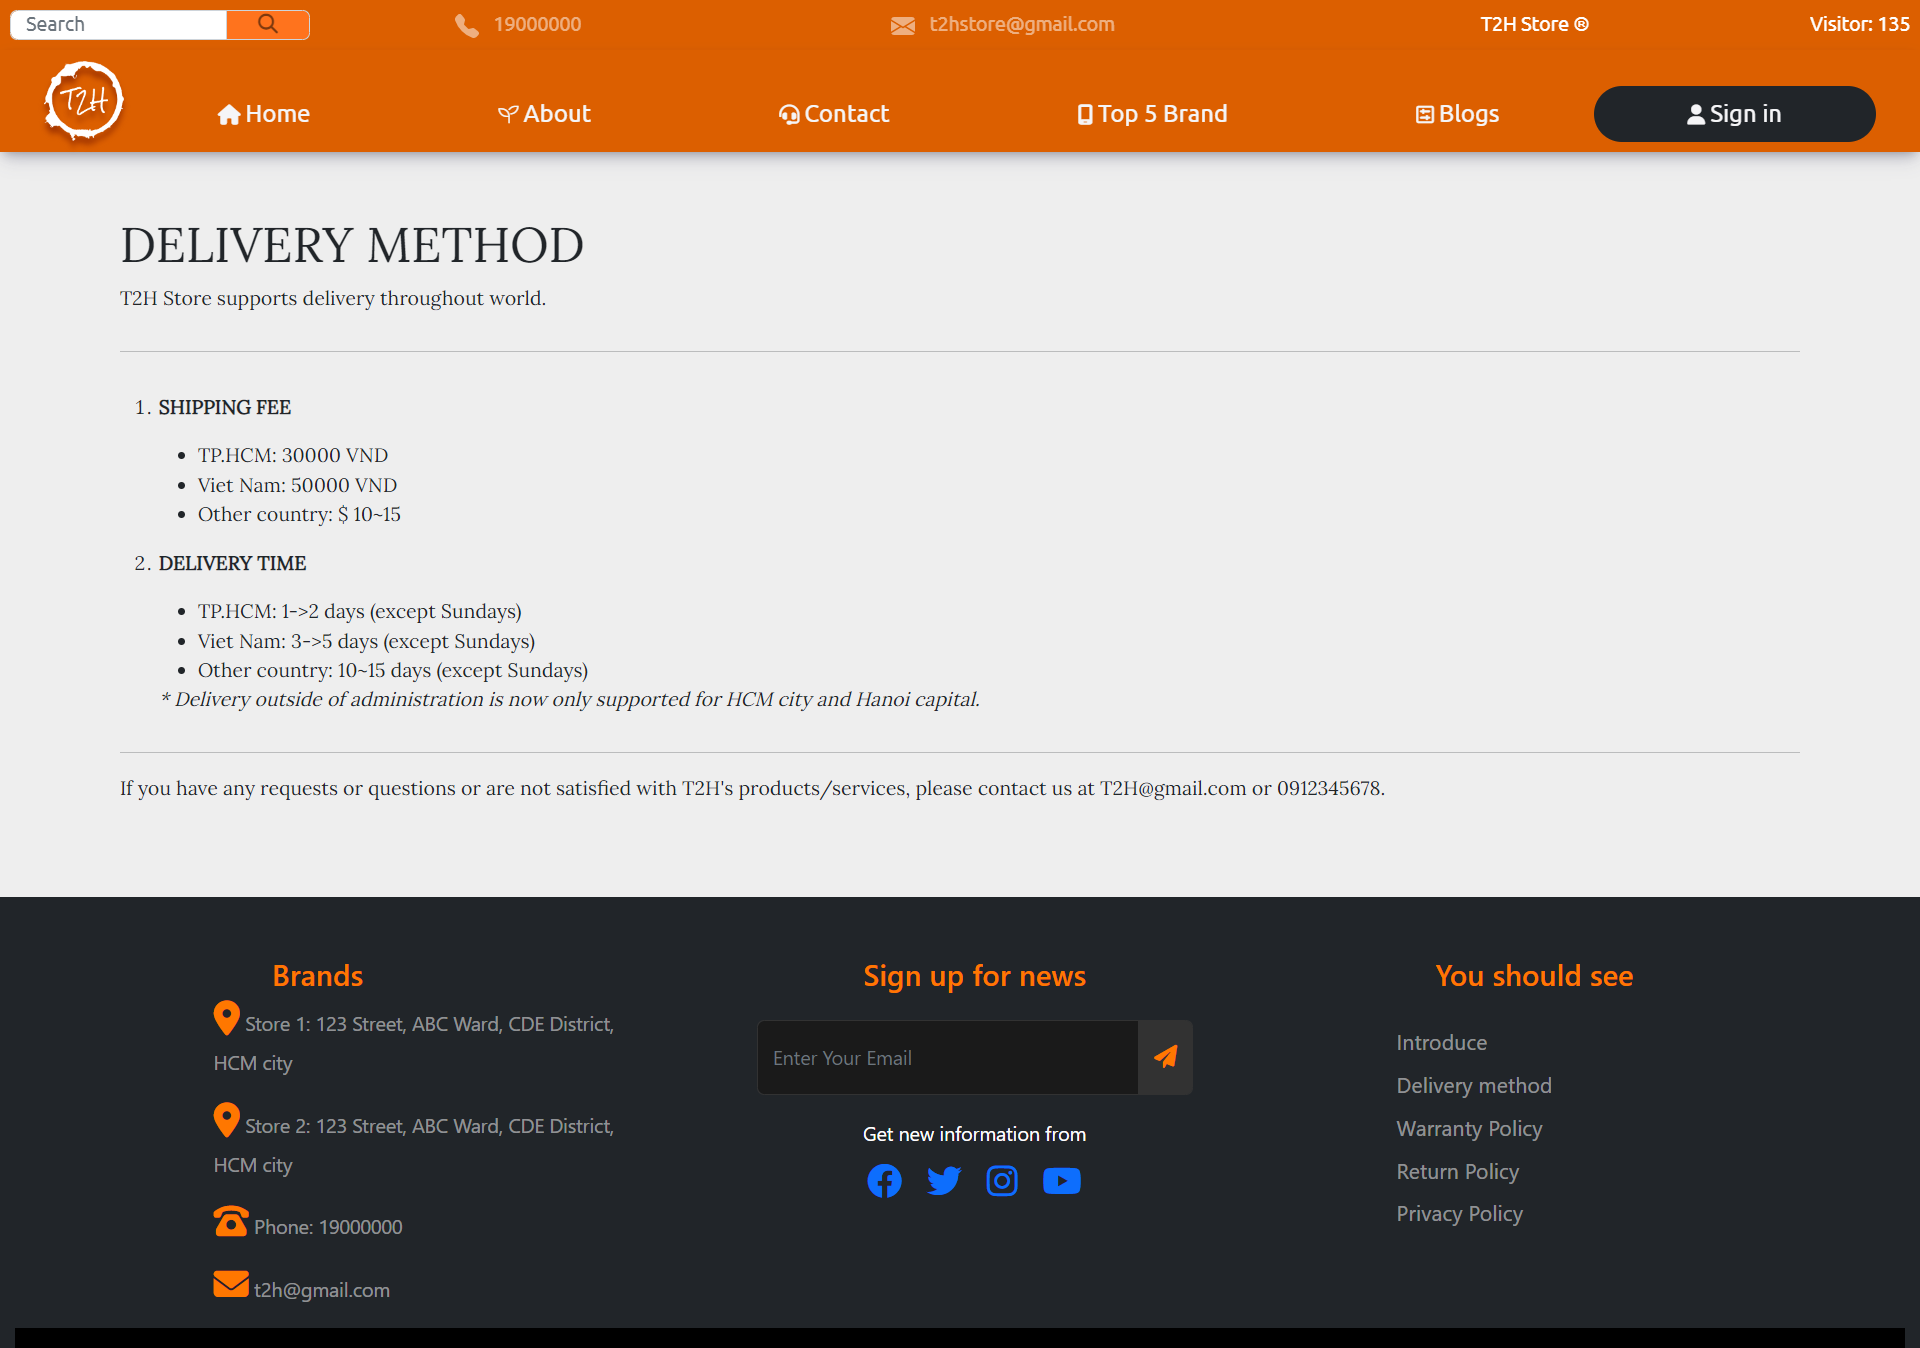 Search
19000000
t2hstore@gmail.com
T2H Store ®
Visitor: 135
T2H
Home
About
Contact
Top 5 Brand
Blogs
Sign in
DELIVERY METHOD
T2H Store supports delivery throughout world.
1. SHIPPING FEE
• TP.HCM: 30000 VND
• Viet Nam: 50000 VND
• Other country: $ 10~15
2. DELIVERY TIME
• TP.HCM: 1->2 days (except Sundays)
• Viet Nam: 3->5 days (except Sundays)
• Other country: 10~15 days (except Sundays)
* Delivery outside of administration is now only supported for HCM city and Hanoi capital.
If you have any requests or questions or are not satisfied with T2H's products/services, please contact us at T2H@gmail.com or 0912345678.
Brands
Store 1: 123 Street, ABC Ward, CDE District,
HCM city
Store 2: 123 Street, ABC Ward, CDE District,
HCM city
Phone: 19000000
t2h@gmail.com
Sign up for news
Enter Your Email
Get new information from
You should see
Introduce
Delivery method
Warranty Policy
Return Policy
Privacy Policy